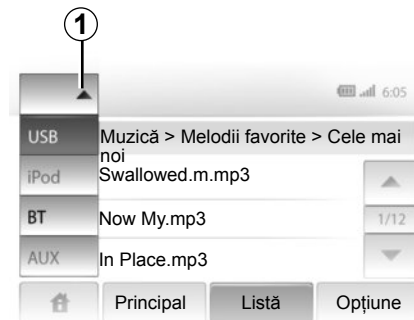 1
6:05
USB
Muzică > Melodii favorite > Cele mai
noi
iPod
Swallowed.m.mp3
BT
Now My.mp3
1/12
AUX
In Place.mp3
Principal
Listă
Opțiune